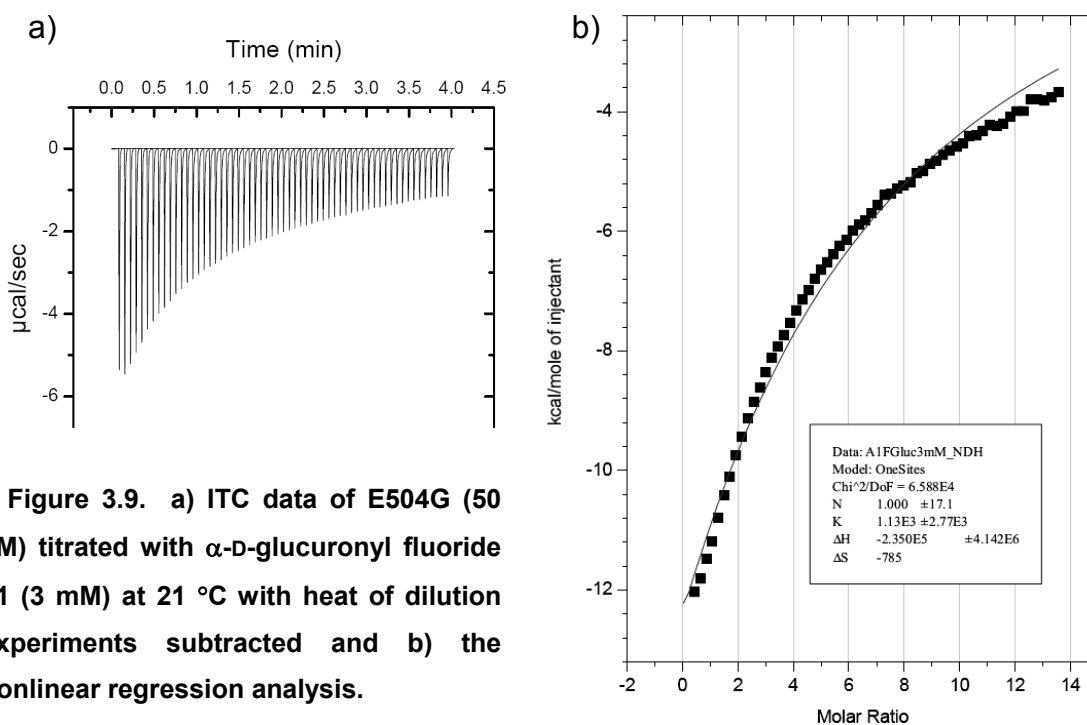 a)
Time (min)
0.0 0.5 1.0 1.5 2.0 2.5 3.0 3.5 4.0 4.5
0
-2
-4
-6
µcal/sec
Figure 3.9. a) ITC data of E504G (50
M) titrated with α-D-glucuronyl fluoride
1 (3 mM) at 21 °C with heat of dilution
xperiments subtracted and b) the
onlinear regression analysis.
b)
-4
-6
-8
-10
-12
kcal/mole of injectant
Data: A1FGluc3mM_NDH
Model: OneSites
Chi^2/DoF = 6.588E4
N 1.000 ±17.1
K 1.13E3 ±2.77E3
ΔH -2.350E5 ±4.142E6
ΔS -785
-2 0 2 4 6 8 10 12 14
Molar Ratio